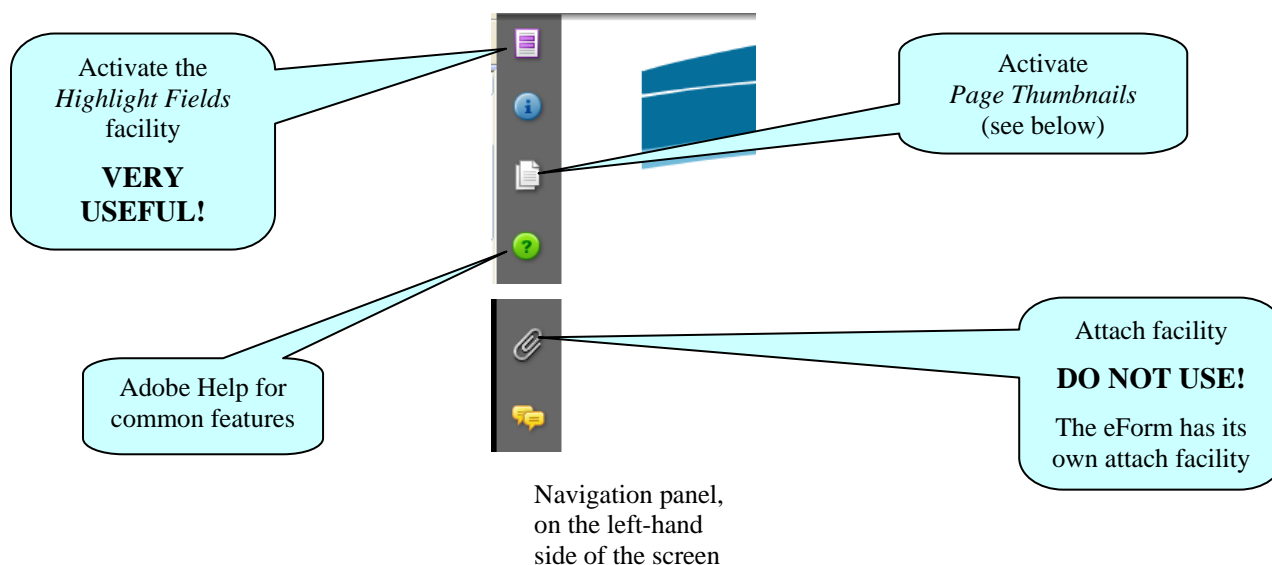 Activate the
Highlight Fields
facility
VERY
USEFUL!
Activate
Page Thumbnails
(see below)
Adobe Help for
common features
Attach facility
DO NOT USE!
The eForm has its
own attach facility
Navigation panel,
on the left-hand
side of the screen